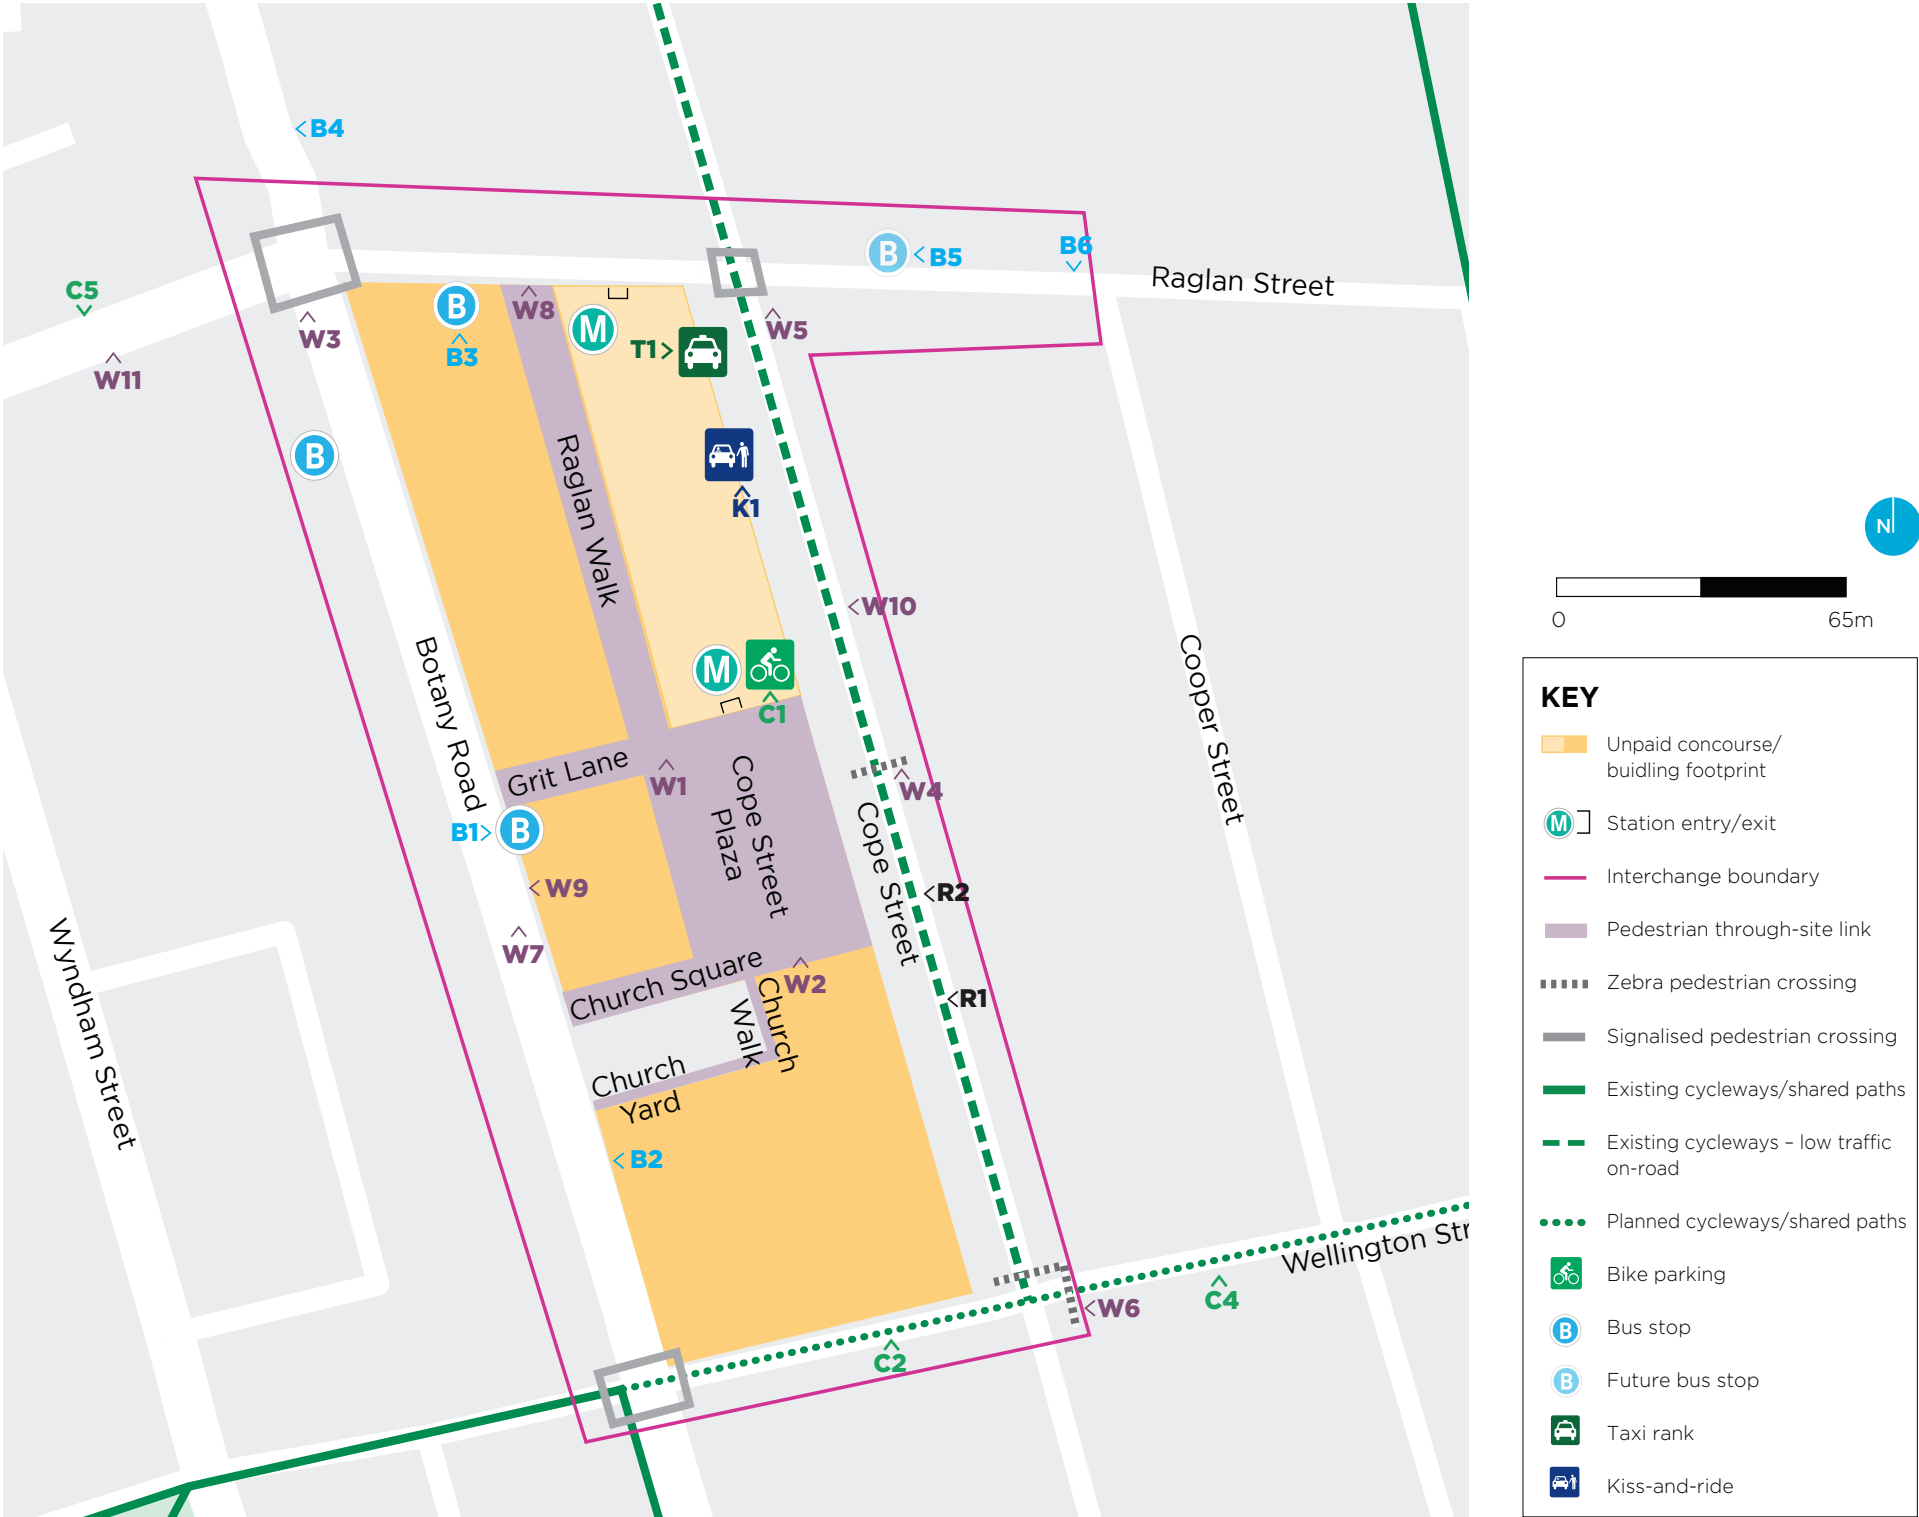 B4
B5
B6
Raglan Street
C5
W3
W8
W5
B
B
M
T1
B3
W11
B
K1
Raglan Walk
N
0
65m
W10
Botany Road
Cooper Street
M
C1
Grit Lane
W1
Cope Street
Plaza
W4
B1
B
Cope Street
W9
R2
W7
Church Square
W2
R1
Wyndham Street
Church
Walk
Church
Yard
B2
Wellington Str
W6
C4
C2
KEY
Unpaid concourse/
buidling footprint
M
Station entry/exit
Interchange boundary
Pedestrian through-site link
Zebra pedestrian crossing
Signalised pedestrian crossing
Existing cycleways/shared paths
Existing cycleways – low traffic
on-road
Planned cycleways/shared paths
Bike parking
B
Bus stop
B
Future bus stop
Taxi rank
Kiss-and-ride